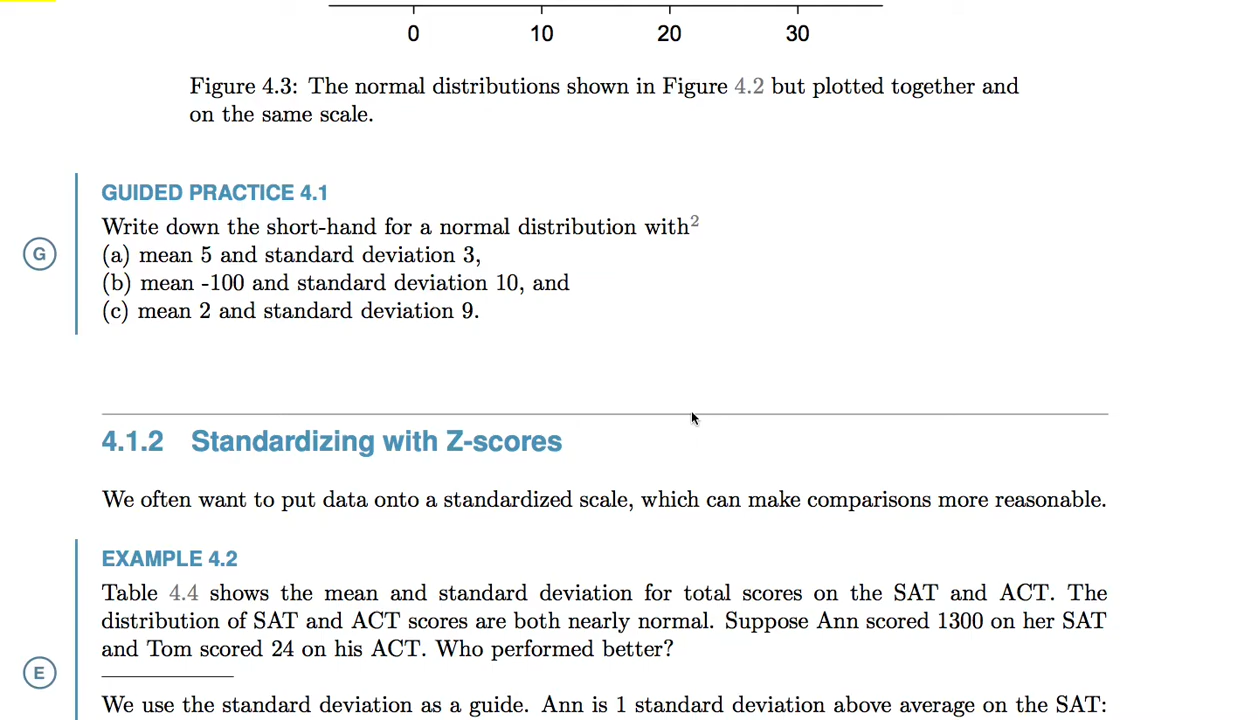 0 10 20 30
Figure 4.3: The normal distributions shown in Figure 4.2 but plotted together and
on the same scale.
GUIDED PRACTICE 4.1
Write down the short-hand for a normal distribution with²
G
(a) mean 5 and standard deviation 3,
(b) mean -100 and standard deviation 10, and
(c) mean 2 and standard deviation 9.
4.1.2 Standardizing with Z-scores
We often want to put data onto a standardized scale, which can make comparisons more reasonable.
EXAMPLE 4.2
Table 4.4 shows the mean and standard deviation for total scores on the SAT and ACT. The
distribution of SAT and ACT scores are both nearly normal. Suppose Ann scored 1300 on her SAT
and Tom scored 24 on his ACT. Who performed better?
E
We use the standard deviation as a guide. Ann is 1 standard deviation above average on the SAT: